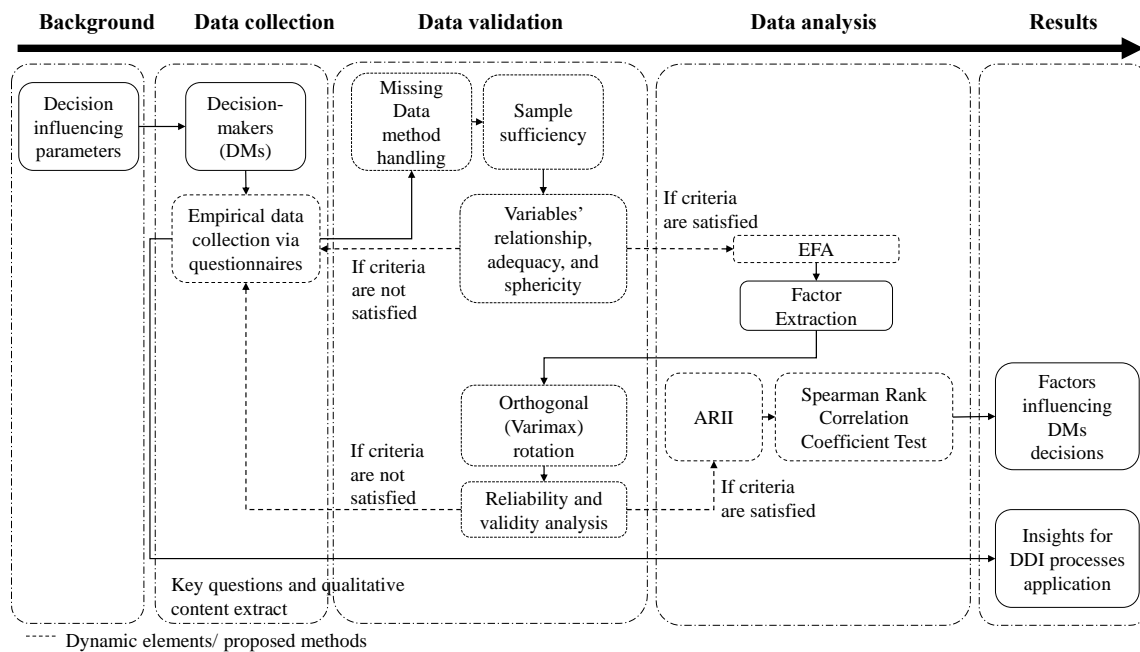 Background
Data collection
Data validation
Data analysis
Results
Decision
influencing
parameters
Decision-
makers
(DMs)
Empirical data
collection via
questionnaires
Missing
Data
method
handling
Sample
sufficiency
Variables’
relationship,
adequacy, and
sphericity
If criteria
are not
satisfied
If criteria
are satisfied
EFA
Factor
Extraction
Orthogonal
(Varimax)
rotation
Reliability and
validity analysis
If criteria
are not
satisfied
If criteria
are satisfied
ARII
Spearman Rank
Correlation
Coefficient Test
Factors
influencing
DMs
decisions
Insights for
DDI processes
application
Key questions and qualitative
content extract
Dynamic elements/ proposed methods